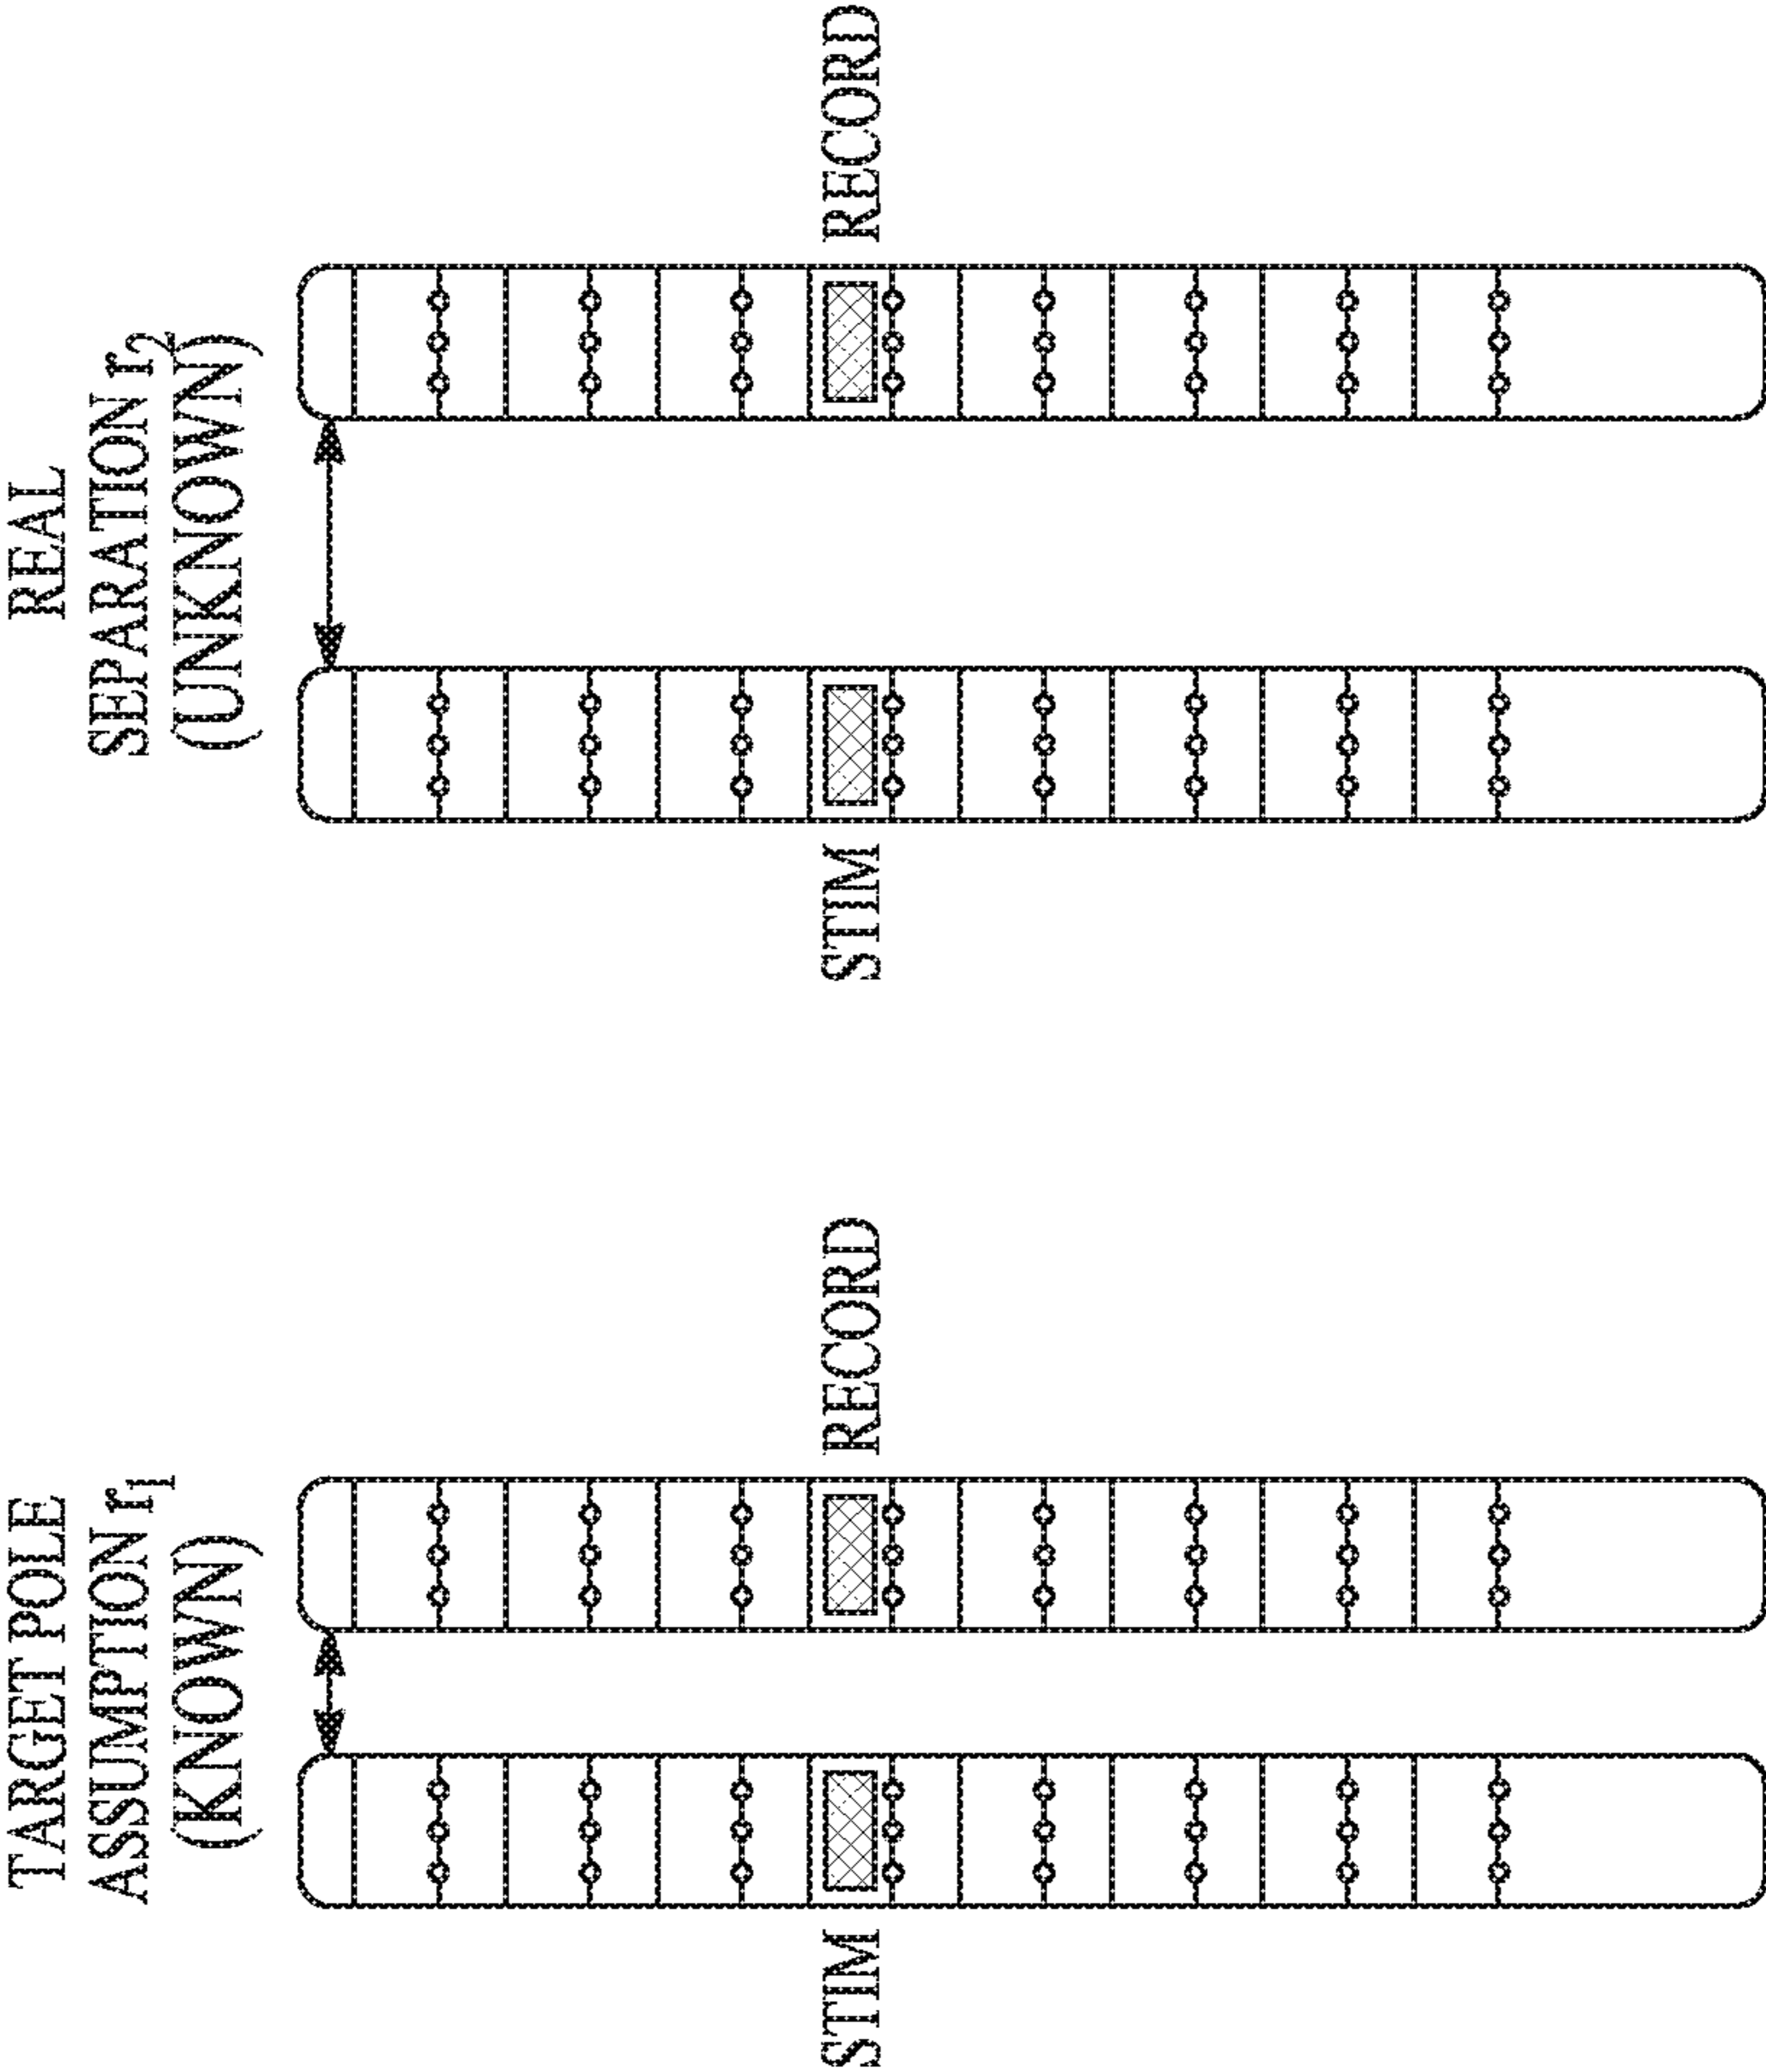 TARGET POLE
ASSUMPTION r1
(KNOWN)
STIM
RECORD
REAL
SEPARATION r2
(UNKNOWN)
STIM
RECORD